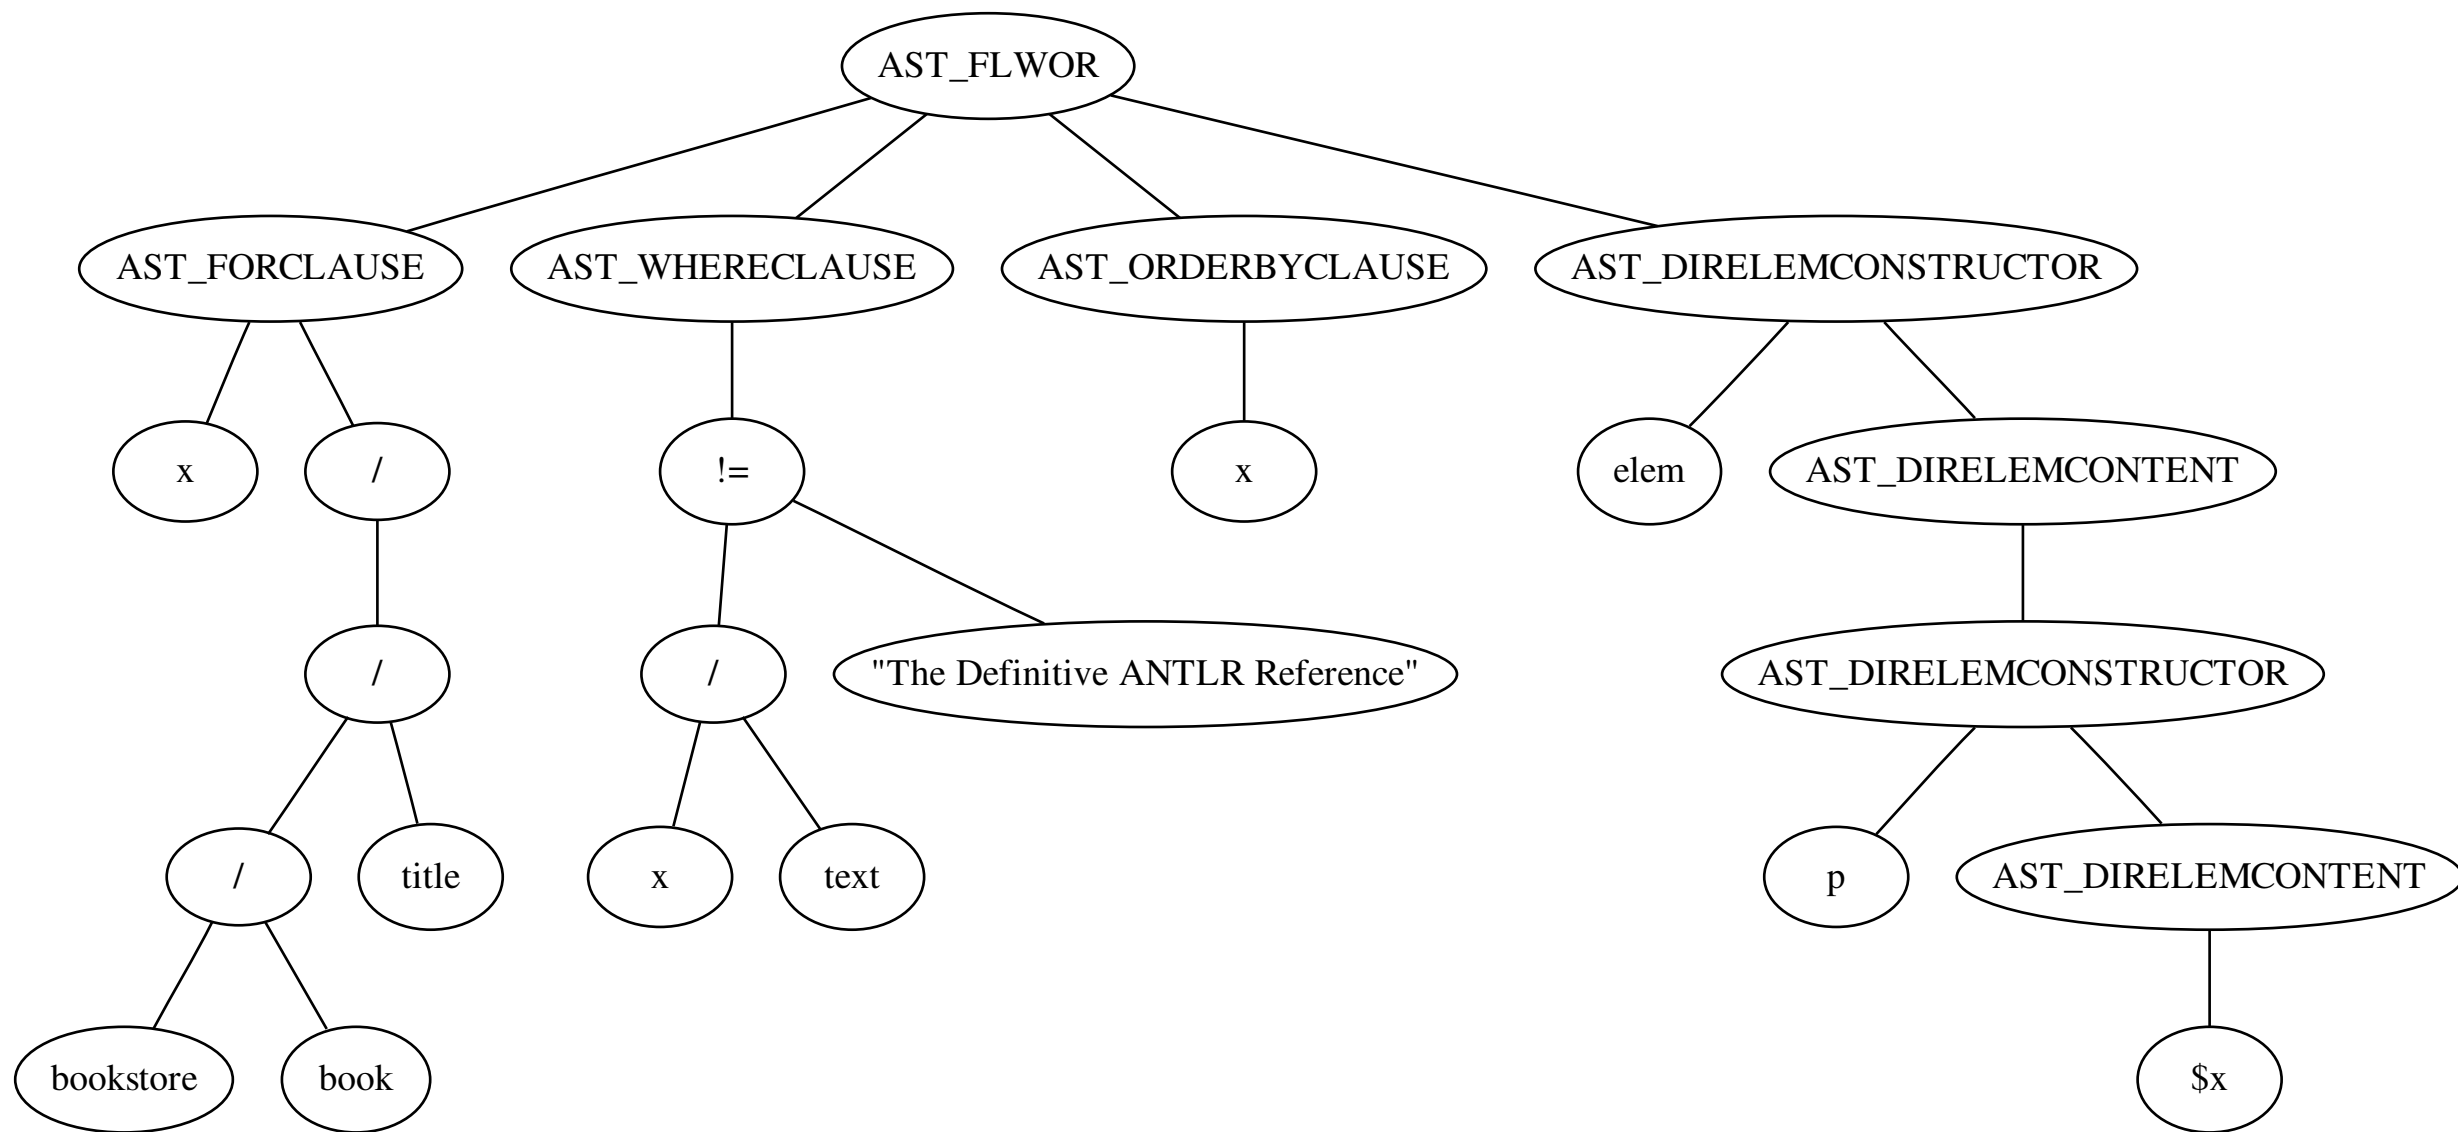 AST_FLWOR
AST_FORCLAUSE
AST_WHERECLAUSE
AST_ORDERBYCLAUSE
AST_DIRELEMCONSTRUCTOR
x
/
!=
x
elem
AST_DIRELEMCONTENT
/
/
"The Definitive ANTLR Reference"
AST_DIRELEMCONSTRUCTOR
/
title
x
text
p
AST_DIRELEMCONTENT
bookstore
book
$x